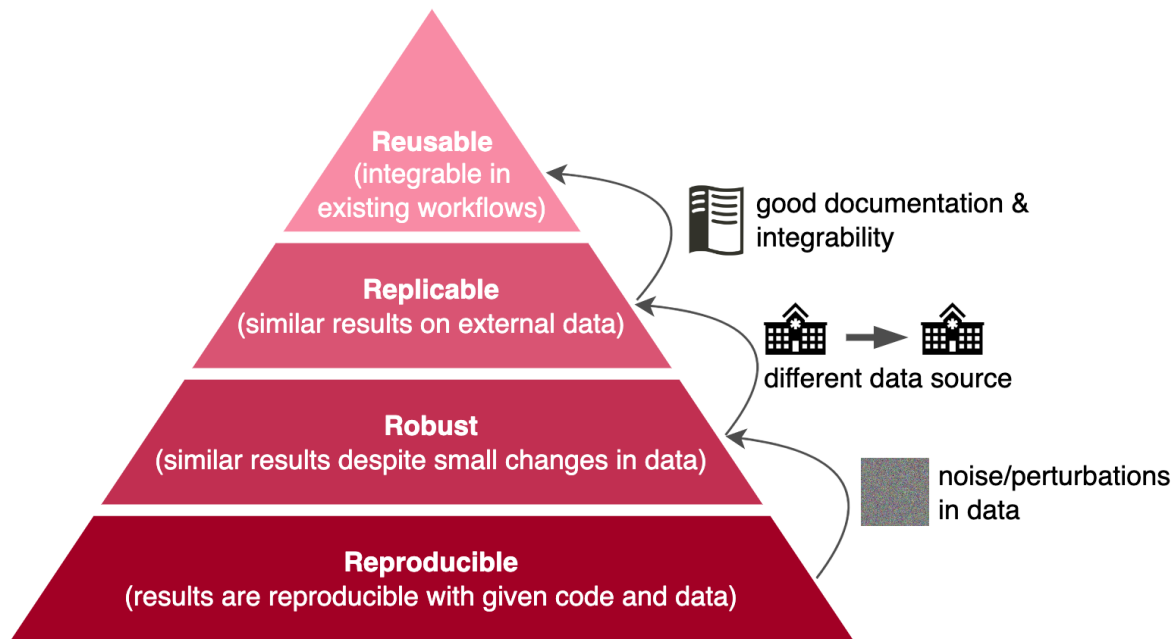 Reusable
(integrable in
existing workflows)
good documentation &
integrability
Replicable
(similar results on external data)
different data source
Robust
(similar results despite small changes in data)
noise/perturbations
in data
Reproducible
(results are reproducible with given code and data)